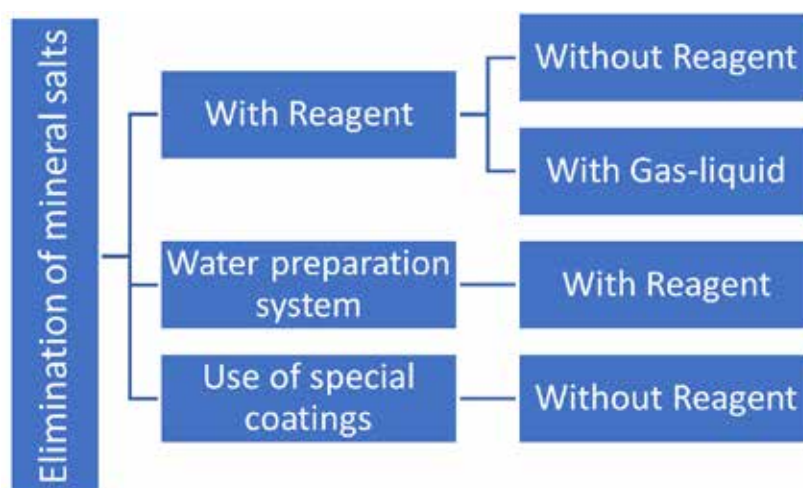 Elimination of mineral salts
With Reagent
Without Reagent
With Gas-liquid
Water preparation
system
With Reagent
Use of special
coatings
Without Reagent